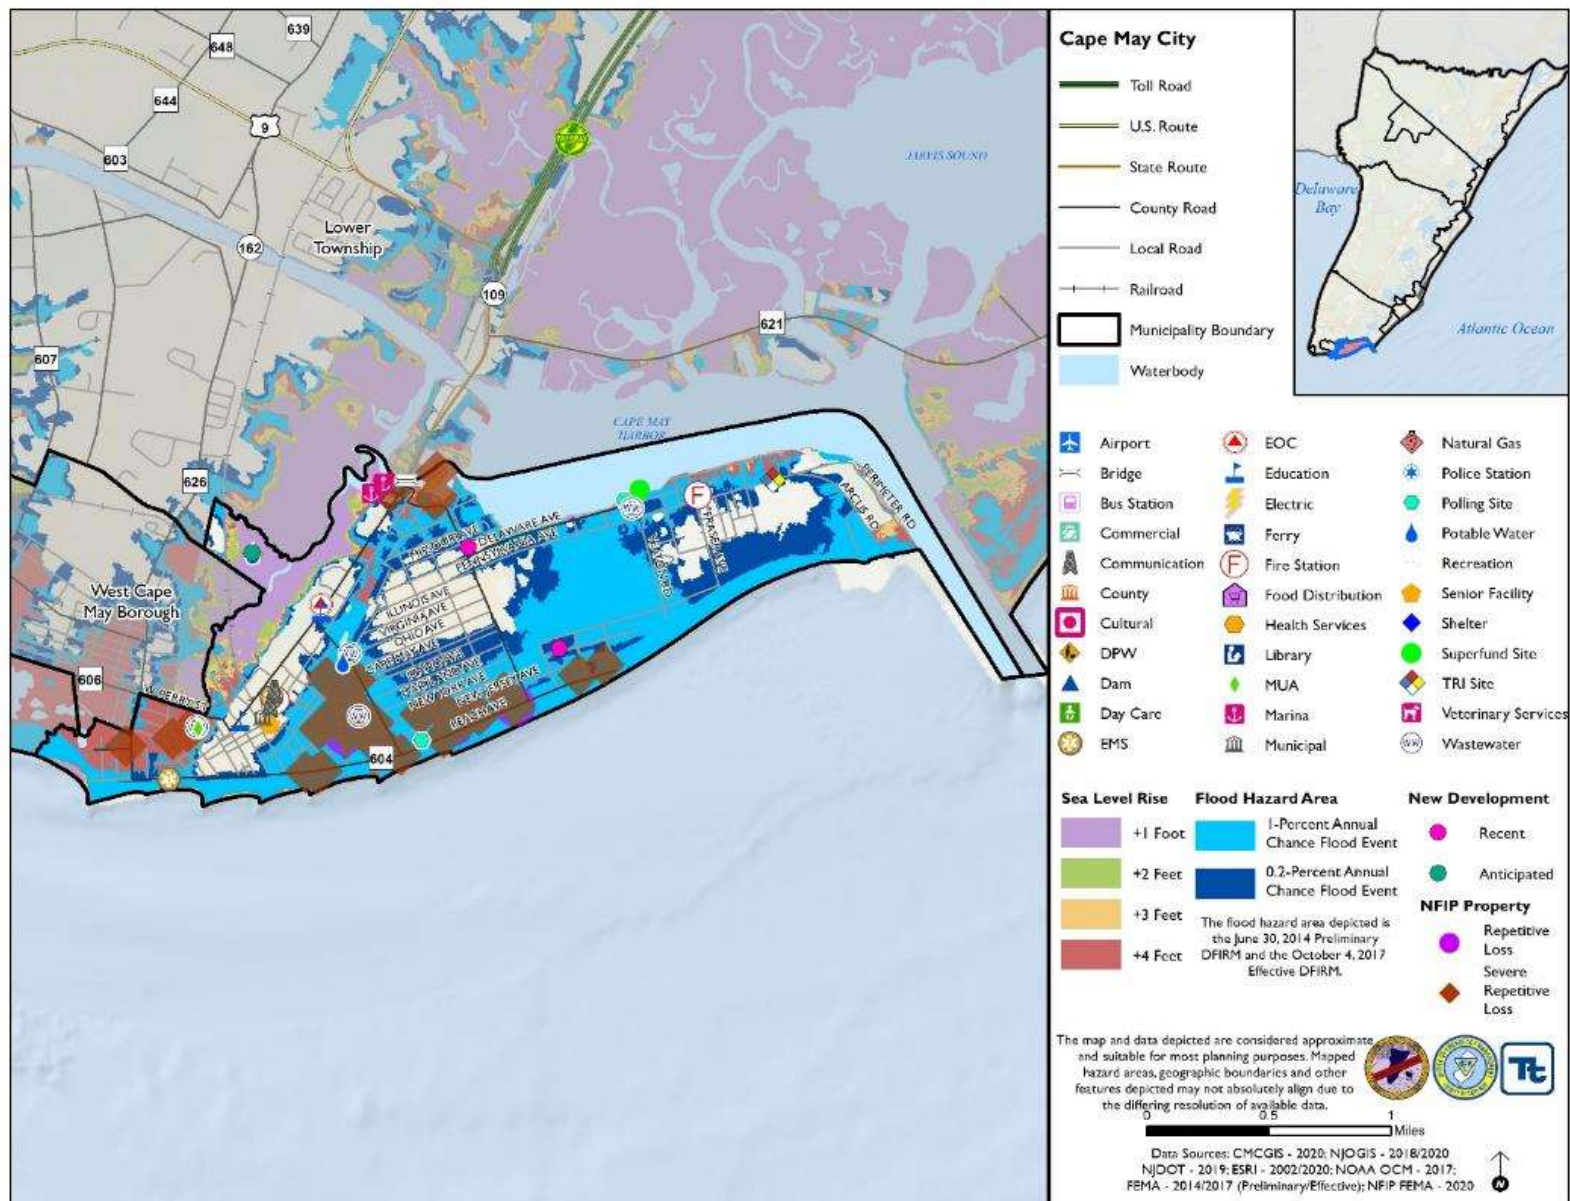 639
648
644
9
603
162
Lower
Township
109
607
626
621
JARVIS SOUND
CAPE MAY
HARBOR
West Cape
May Borough
606
W. PERRY ST
604
DELAWARE AVE
PENNSYLVANIA AVE
ILLINOIS AVE
VIRGINIA AVE
OHIO AVE
NEW YORK AVE
NEW JERSEY AVE
BEACH AVE
PERIMETER RD
ARCUS RD
F
WW
WW
WW
Cape May City
Toll Road
U.S. Route
State Route
County Road
Local Road
Railroad
Municipality Boundary
Waterbody
Delaware
Bay
Atlantic Ocean
Airport
Bridge
Bus Station
Commercial
Communication
County
Cultural
DPW
Dam
Day Care
EMS
EOC
Education
Electric
Ferry
Fire Station
Food Distribution
Health Services
Library
MUA
Marina
Municipal
Natural Gas
Police Station
Polling Site
Potable Water
Recreation
Senior Facility
Shelter
Superfund Site
TRI Site
Veterinary Services
Wastewater
Sea Level Rise
+1 Foot
+2 Feet
+3 Feet
+4 Feet
Flood Hazard Area
1-Percent Annual
Chance Flood Event
0.2-Percent Annual
Chance Flood Event
The flood hazard area depicted is
the June 30, 2014 Preliminary
DFIRM and the October 4, 2017
Effective DFIRM.
New Development
Recent
Anticipated
NFIP Property
Repetitive
Loss
Severe
Repetitive
Loss
The map and data depicted are considered approximate
and suitable for most planning purposes. Mapped
hazard areas, geographic boundaries and other
features depicted may not absolutely align due to
the differing resolution of available data.
Tt
0 0.5 1
Miles
Data Sources: CMCGIS - 2020; NJOGIS - 2018/2020
NJDOT - 2019; ESRI - 2002/2020; NOAA OCM - 2017;
FEMA - 2014/2017 (Preliminary/Effective); NFIP FEMA - 2020
N